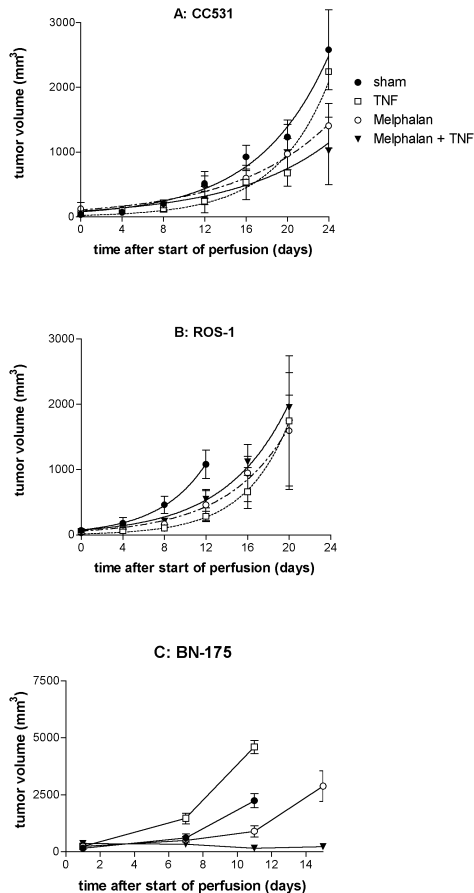 A: CC531
tumor volume (mm³)
3000
2000
1000
0
0 4 8 12 16 20 24
time after start of perfusion (days)
sham
TNF
Melphalan
Melphalan + TNF
B: ROS-1
tumor volume (mm³)
3000
2000
1000
0
0 4 8 12 16 20 24
time after start of perfusion (days)
C: BN-175
tumor volume (mm³)
7500
5000
2500
0
0 2 4 6 8 10 12 14
time after start of perfusion (days)